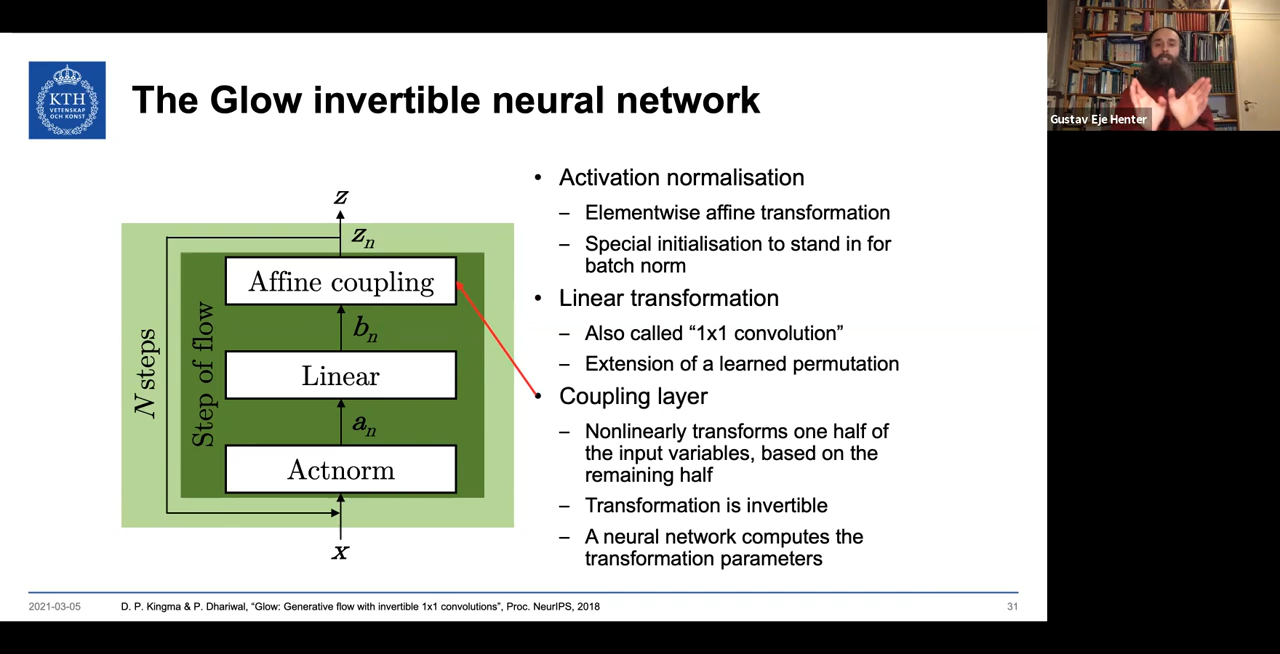 KTH
VETENSKAP
OCH KONST
The Glow invertible neural network
Gustav Eje Henter
z
zn
Affine coupling
bn
Linear
an
Actnorm
x
N steps
Step of flow
• Activation normalisation
– Elementwise affine transformation
– Special initialisation to stand in for
batch norm
• Linear transformation
– Also called “1x1 convolution”
– Extension of a learned permutation
• Coupling layer
– Nonlinearly transforms one half of
the input variables, based on the
remaining half
– Transformation is invertible
– A neural network computes the
transformation parameters
2021-03-05
D. P. Kingma & P. Dhariwal, “Glow: Generative flow with invertible 1x1 convolutions”, Proc. NeurIPS, 2018
31